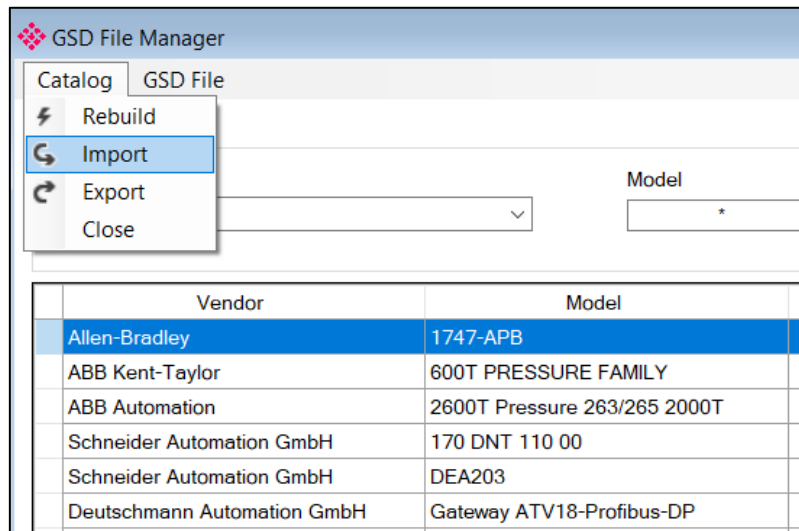 GSD File Manager
Catalog GSD File
Rebuild
Import
Export
Close
Model
*
Vendor Model
Allen-Bradley 1747-APB
ABB Kent-Taylor 600T PRESSURE FAMILY
ABB Automation 2600T Pressure 263/265 2000T
Schneider Automation GmbH 170 DNT 110 00
Schneider Automation GmbH DEA203
Deutschmann Automation GmbH Gateway ATV18-Profibus-DP